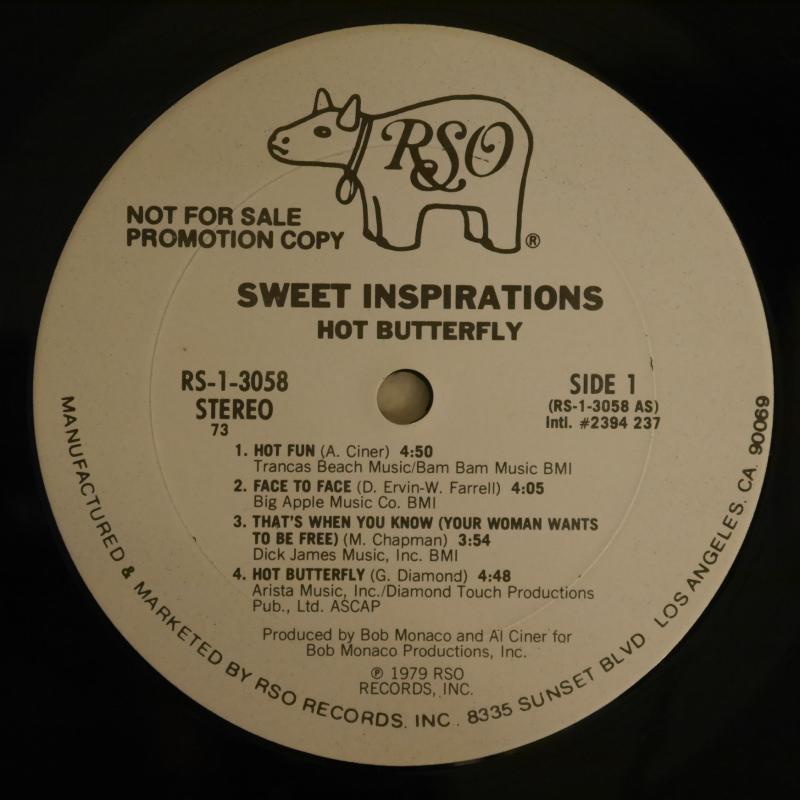 RSO
®
NOT FOR SALE
PROMOTION COPY
SWEET INSPIRATIONS
HOT BUTTERFLY
RS-1-3058
STEREO
73
SIDE 1
(RS-1-3058 AS)
Intl. #2394 237
1. HOT FUN (A. Ciner) 4:50
Trancas Beach Music/Bam Bam Music BMI
2. FACE TO FACE (D. Ervin-W. Farrell) 4:05
Big Apple Music Co. BMI
3. THAT'S WHEN YOU KNOW (YOUR WOMAN WANTS
TO BE FREE) (M. Chapman) 3:54
Dick James Music, Inc. BMI
4. HOT BUTTERFLY (G. Diamond) 4:48
Arista Music, Inc./Diamond Touch Productions
Pub., Ltd. ASCAP
Produced by Bob Monaco and Al Ciner for
Bob Monaco Productions, Inc.
℗ 1979 RSO
RECORDS, INC.
MANUFACTURED & MARKETED BY RSO RECORDS, INC. 8335 SUNSET BLVD LOS ANGELES, CA. 90069